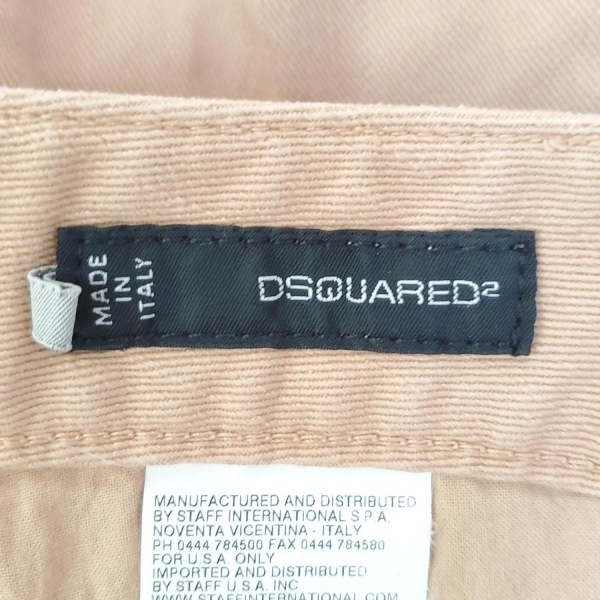 MADE
IN
ITALY
DSQUARED²
MANUFACTURED AND DISTRIBUTED
BY STAFF INTERNATIONAL S.P.A.
NOVENTA VICENTINA - ITALY
PH 0444 784500 FAX 0444 784580
FOR U.S.A. ONLY
IMPORTED AND DISTRIBUTED
BY STAFF U.S.A. INC
WWW.STAFFINTERNATIONAL.COM